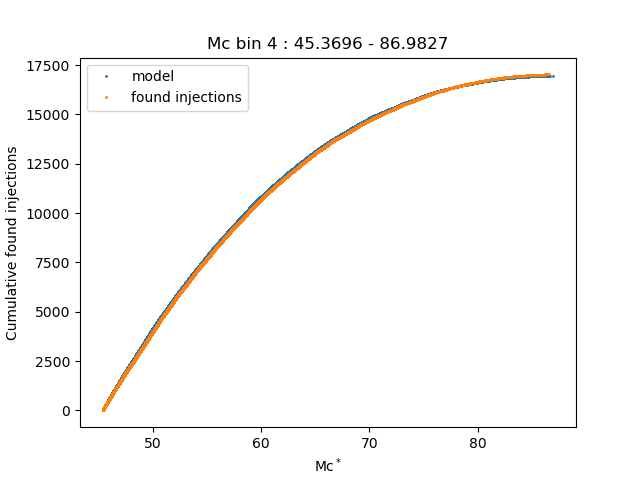 Mc bin 4 : 45.3696 - 86.9827
model
found injections
17500
15000
12500
10000
7500
5000
2500
0
Cumulative found injections
50 60 70 80
Mc*